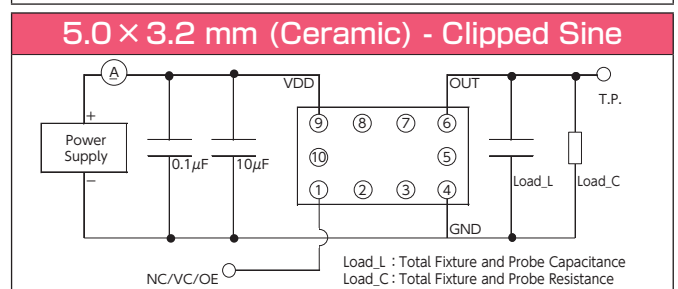 5.0×3.2 mm (Ceramic) - Clipped Sine
A
VDD
OUT
T.P.
+
Power
Supply
−
0.1μF
10μF
9
8
7
6
10
5
1
2
3
4
Load_L
Load_C
GND
NC/VC/OE
Load_L : Total Fixture and Probe Capacitance
Load_C : Total Fixture and Probe Resistance